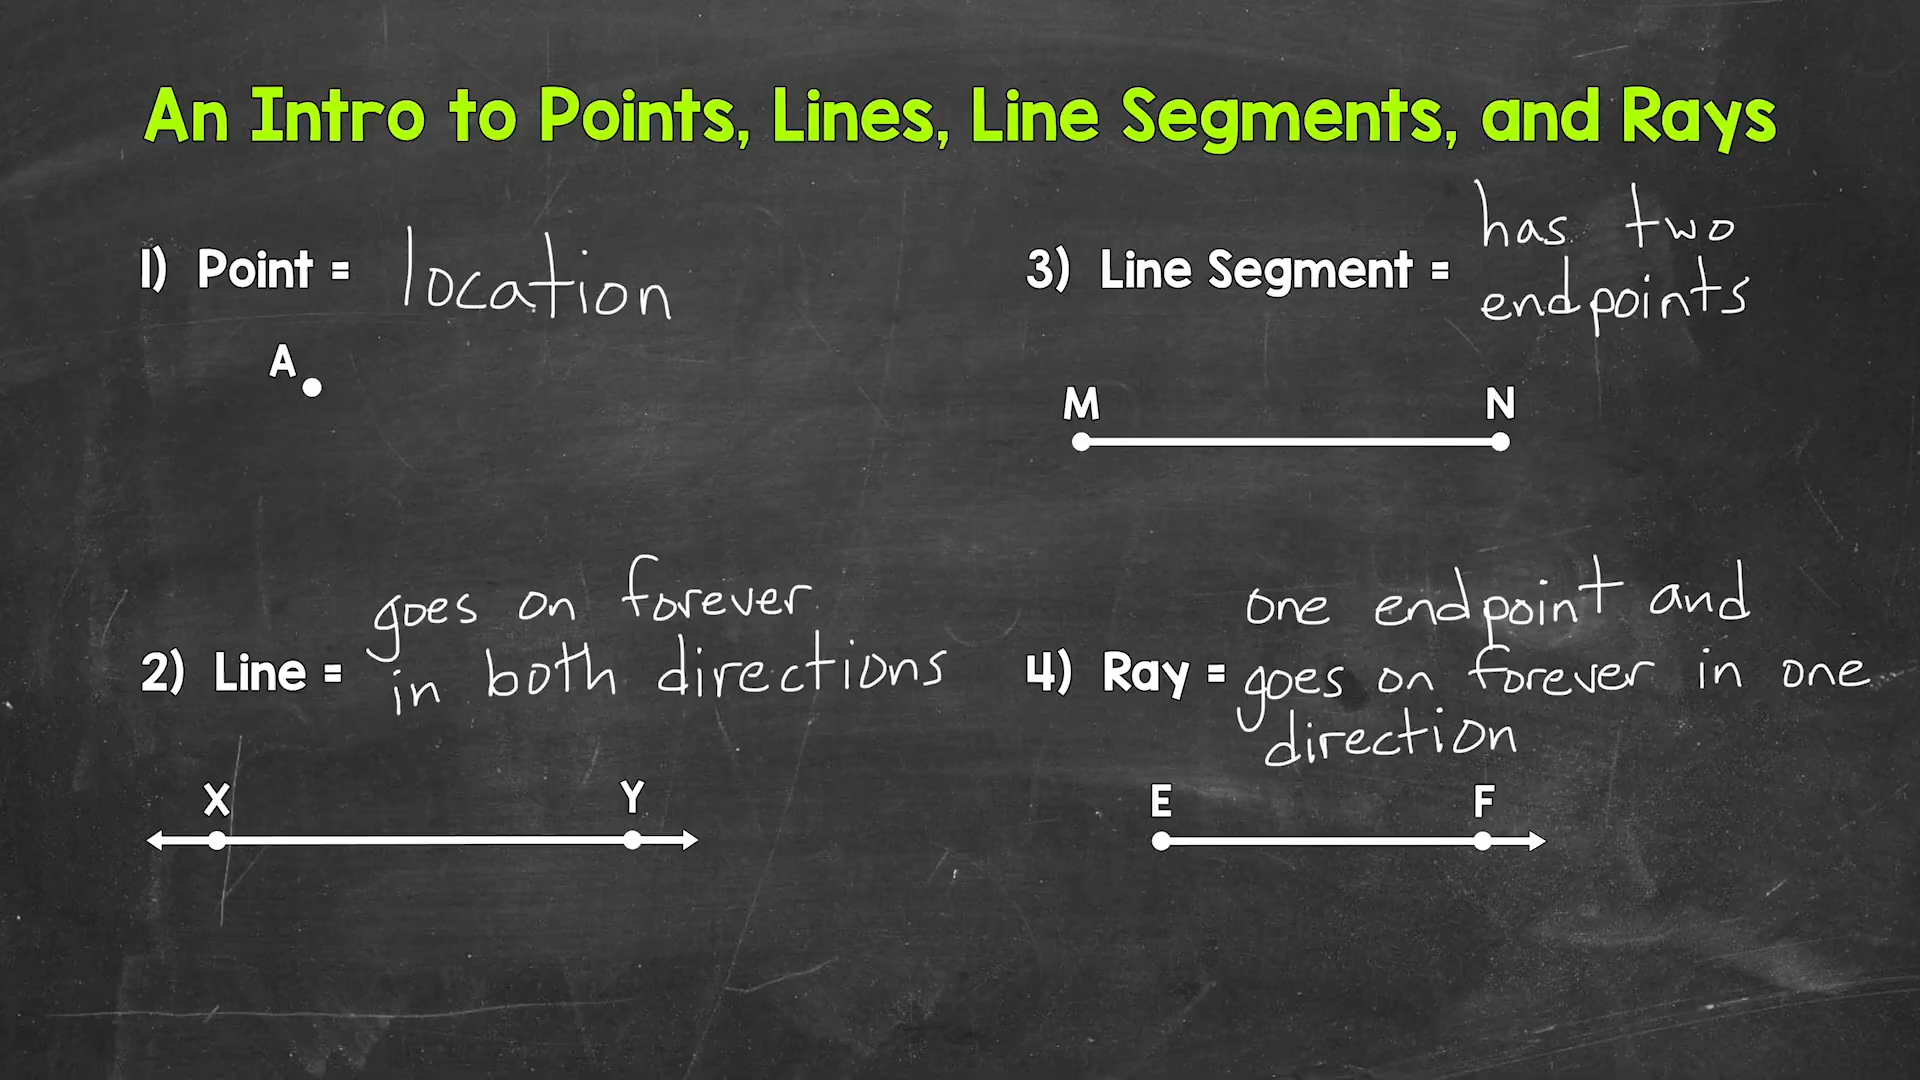 An Intro to Points, Lines, Line Segments, and Rays
1) Point = location
A
2) Line = goes on forever
in both directions
X Y
3) Line Segment = has two
endpoints
M N
4) Ray = one endpoint and
goes on forever in one
direction
E F